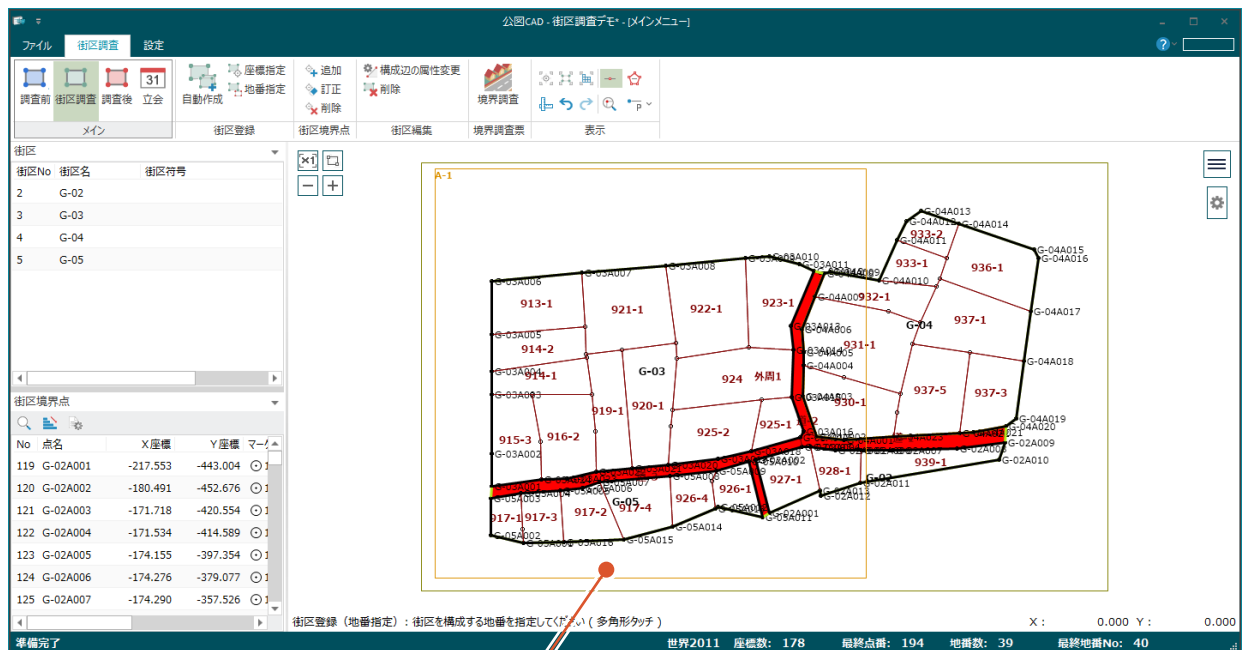 公図CAD - 街区調査デモ* - [メインメニュー]
ファイル 街区調査 設定
調査前 街区調査 調査後 立会
31
メイン
自動作成
座標指定
地番指定
街区登録
追加
訂正
削除
街区境界点
構成辺の属性変更
削除
街区編集
境界調査
境界調査票
表示
街区
街区No 街区名 街区符号
2 G-02
3 G-03
4 G-04
5 G-05
街区境界点
No 点名 X座標 Y座標
119 G-02A001 -217.553 -443.004
120 G-02A002 -180.491 -452.676
121 G-02A003 -171.718 -420.554
122 G-02A004 -171.534 -414.589
123 G-02A005 -174.155 -397.354
124 G-02A006 -174.276 -379.077
125 G-02A007 -174.290 -357.526
A-1
G-04A013
G-04A014
933-2
G-04A011
G-04A015
G-04A016
933-1
936-1
G-03A010
G-03A011
G-03A008
G-03A007
G-03A006
G-04A010
932-1
913-1
921-1
922-1
923-1
G-04A017
937-1
G-04
G-03A005
G-04A006
914-2
931-1
G-04A005
G-04A004
G-04A018
G-03
924 外周1
914-1
G-03A003
937-5
937-3
919-1
920-1
930-1
G-04A019
G-04A020
925-1
925-2
915-3
916-2
G-03A016
G-02A009
G-03A002
G-02A010
939-1
928-1
927-1
G-02A011
926-1
926-4
G-05
917-1
917-3
917-2
917-4
G-02A001
G-05A011
G-05A014
G-05A002
G-05A015
G-05A016
街区登録（地番指定）: 街区を構成する地番を指定してください ( 多角形タッチ )
X : 0.000 Y : 0.000
準備完了
世界2011 座標数: 178 最終点番: 194 地番数: 39 最終地番No: 40